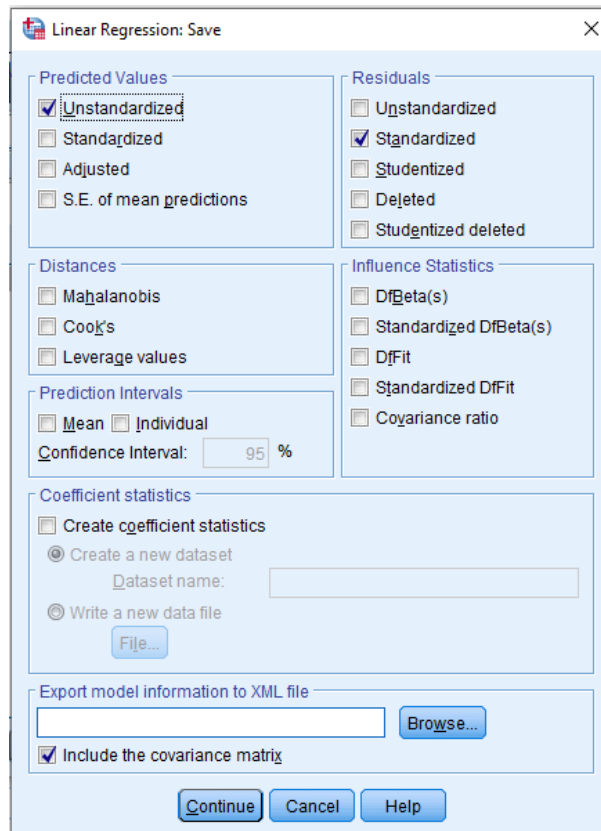 Linear Regression: Save
Predicted Values
Unstandardized
Standardized
Adjusted
S.E. of mean predictions
Residuals
Unstandardized
Standardized
Studentized
Deleted
Studentized deleted
Distances
Mahalanobis
Cook's
Leverage values
Influence Statistics
DfBeta(s)
Standardized DfBeta(s)
DfFit
Standardized DfFit
Covariance ratio
Prediction Intervals
Mean Individual
Confidence Interval: 95 %
Coefficient statistics
Create coefficient statistics
Create a new dataset
Dataset name:
Write a new data file
File...
Export model information to XML file
Browse...
Include the covariance matrix
Continue Cancel Help